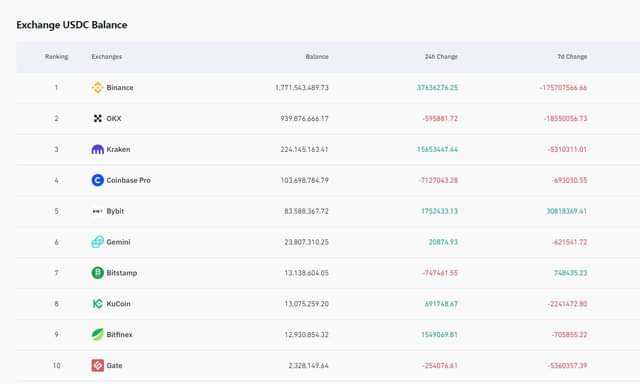 Exchange USDC Balance
Ranking Exchanges Balance 24h Change 7d Change
1 Binance 1,771,543,489.73 37636276.25 -175707566.66
2 OKX 939,876,666.17 -595881.72 -18550056.73
3 Kraken 224,145,163.41 15653447.44 -5310311.01
4 Coinbase Pro 103,698,784.79 -7127043.28 -693050.55
5 Bybit 83,588,367.72 1752433.13 30818369.41
6 Gemini 23,807,310.25 20874.93 -621541.72
7 Bitstamp 13,138,604.05 -747461.55 748435.23
8 KuCoin 13,075,259.20 691748.67 -2241472.80
9 Bitfinex 12,930,854.32 1549069.81 -705855.22
10 Gate 2,328,149.64 -254076.61 -5360357.39